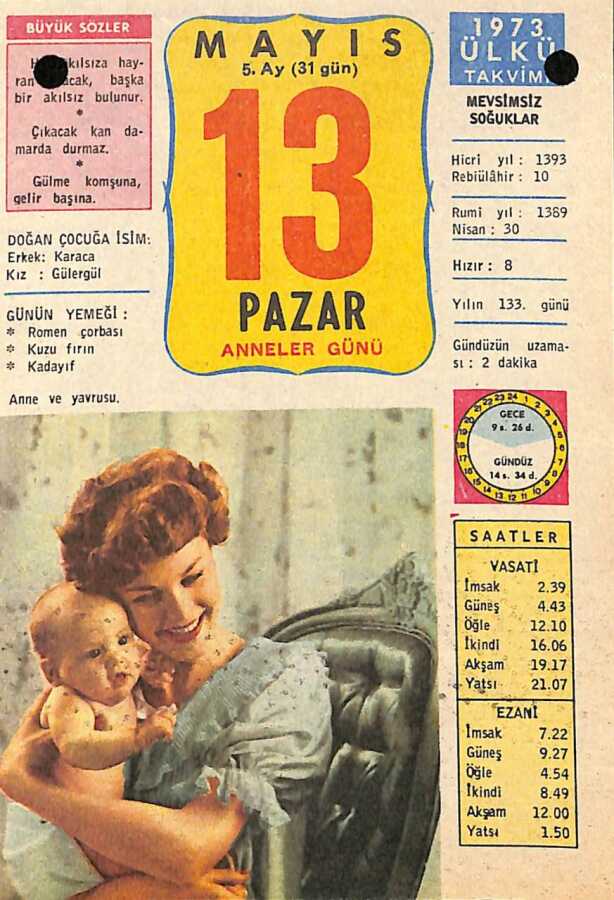 BÜYÜK SÖZLER
hay-
başka
bir akılsız bulunur.
*
Çıkacak kan da-
marda durmaz.
*
Gülme komşuna,
gelir başına.
DOĞAN ÇOCUĞA İSİM:
Erkek: Karaca
Kız : Gülergül
GÜNÜN YEMEĞİ :
* Romen çorbası
* Kuzu fırın
* Kadayıf
Anne ve yavrusu.
MAYIS
5. Ay (31 gün)
13
PAZAR
ANNELER GÜNÜ
1973
ÜLKÜ
MEVSİMSİZ
SOĞUKLAR
Hicri yıl : 1393
Rebiülâhir : 10
Rumi yıl : 1389
Nisan : 30
Hızır : 8
Yılın 133. günü
Gündüzün uzama-
sı : 2 dakika
GECE
9 s. 26 d.
GÜNDÜZ
14 s. 34 d.
SAATLER
VASATİ
İmsak 2.39
Güneş 4.43
Öğle 12.10
İkindi 16.06
Akşam 19.17
Yatsı 21.07
EZANİ
İmsak 7.22
Güneş 9.27
Öğle 4.54
İkindi 8.49
Akşam 12.00
Yatsı 1.50